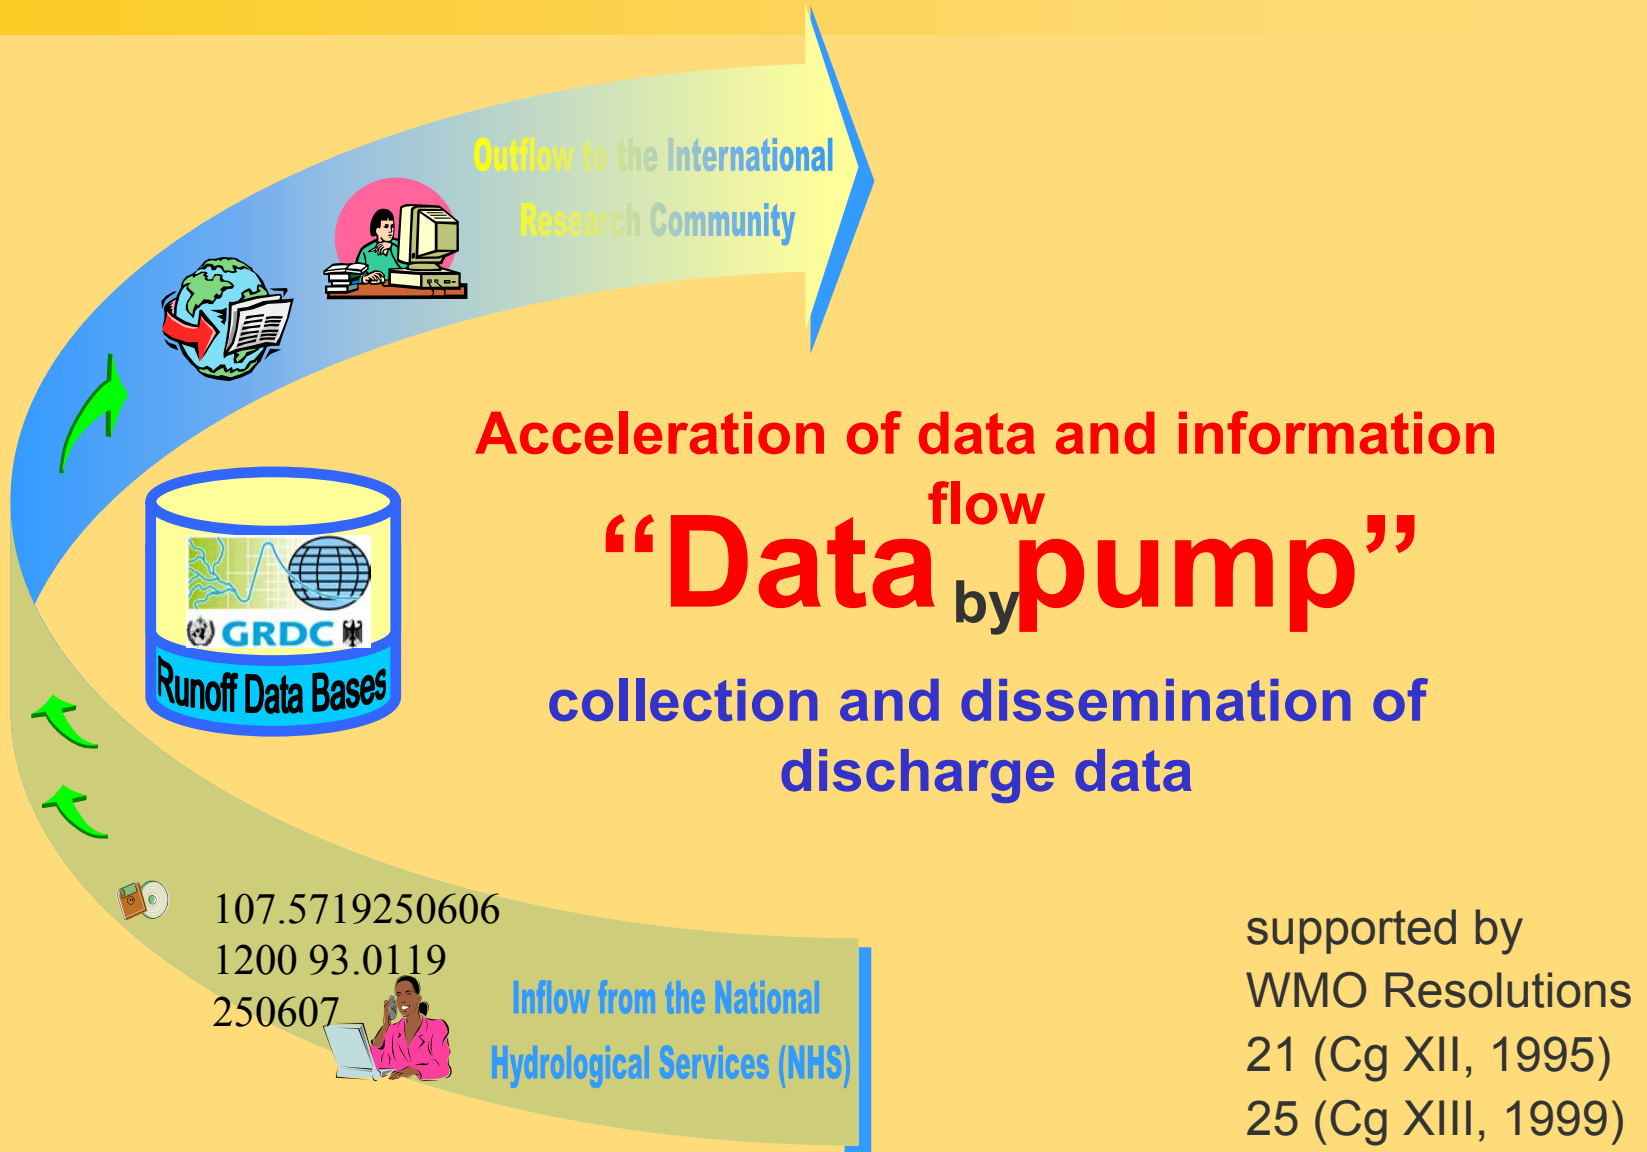 Outflow to the International
Research Community
Acceleration of data and information
flow
“Data pump”
by
collection and dissemination of
discharge data
GRDC
Runoff Data Bases
107.5719250606
1200 93.0119
250607
Inflow from the National
Hydrological Services (NHS)
supported by
WMO Resolutions
21 (Cg XII, 1995)
25 (Cg XIII, 1999)